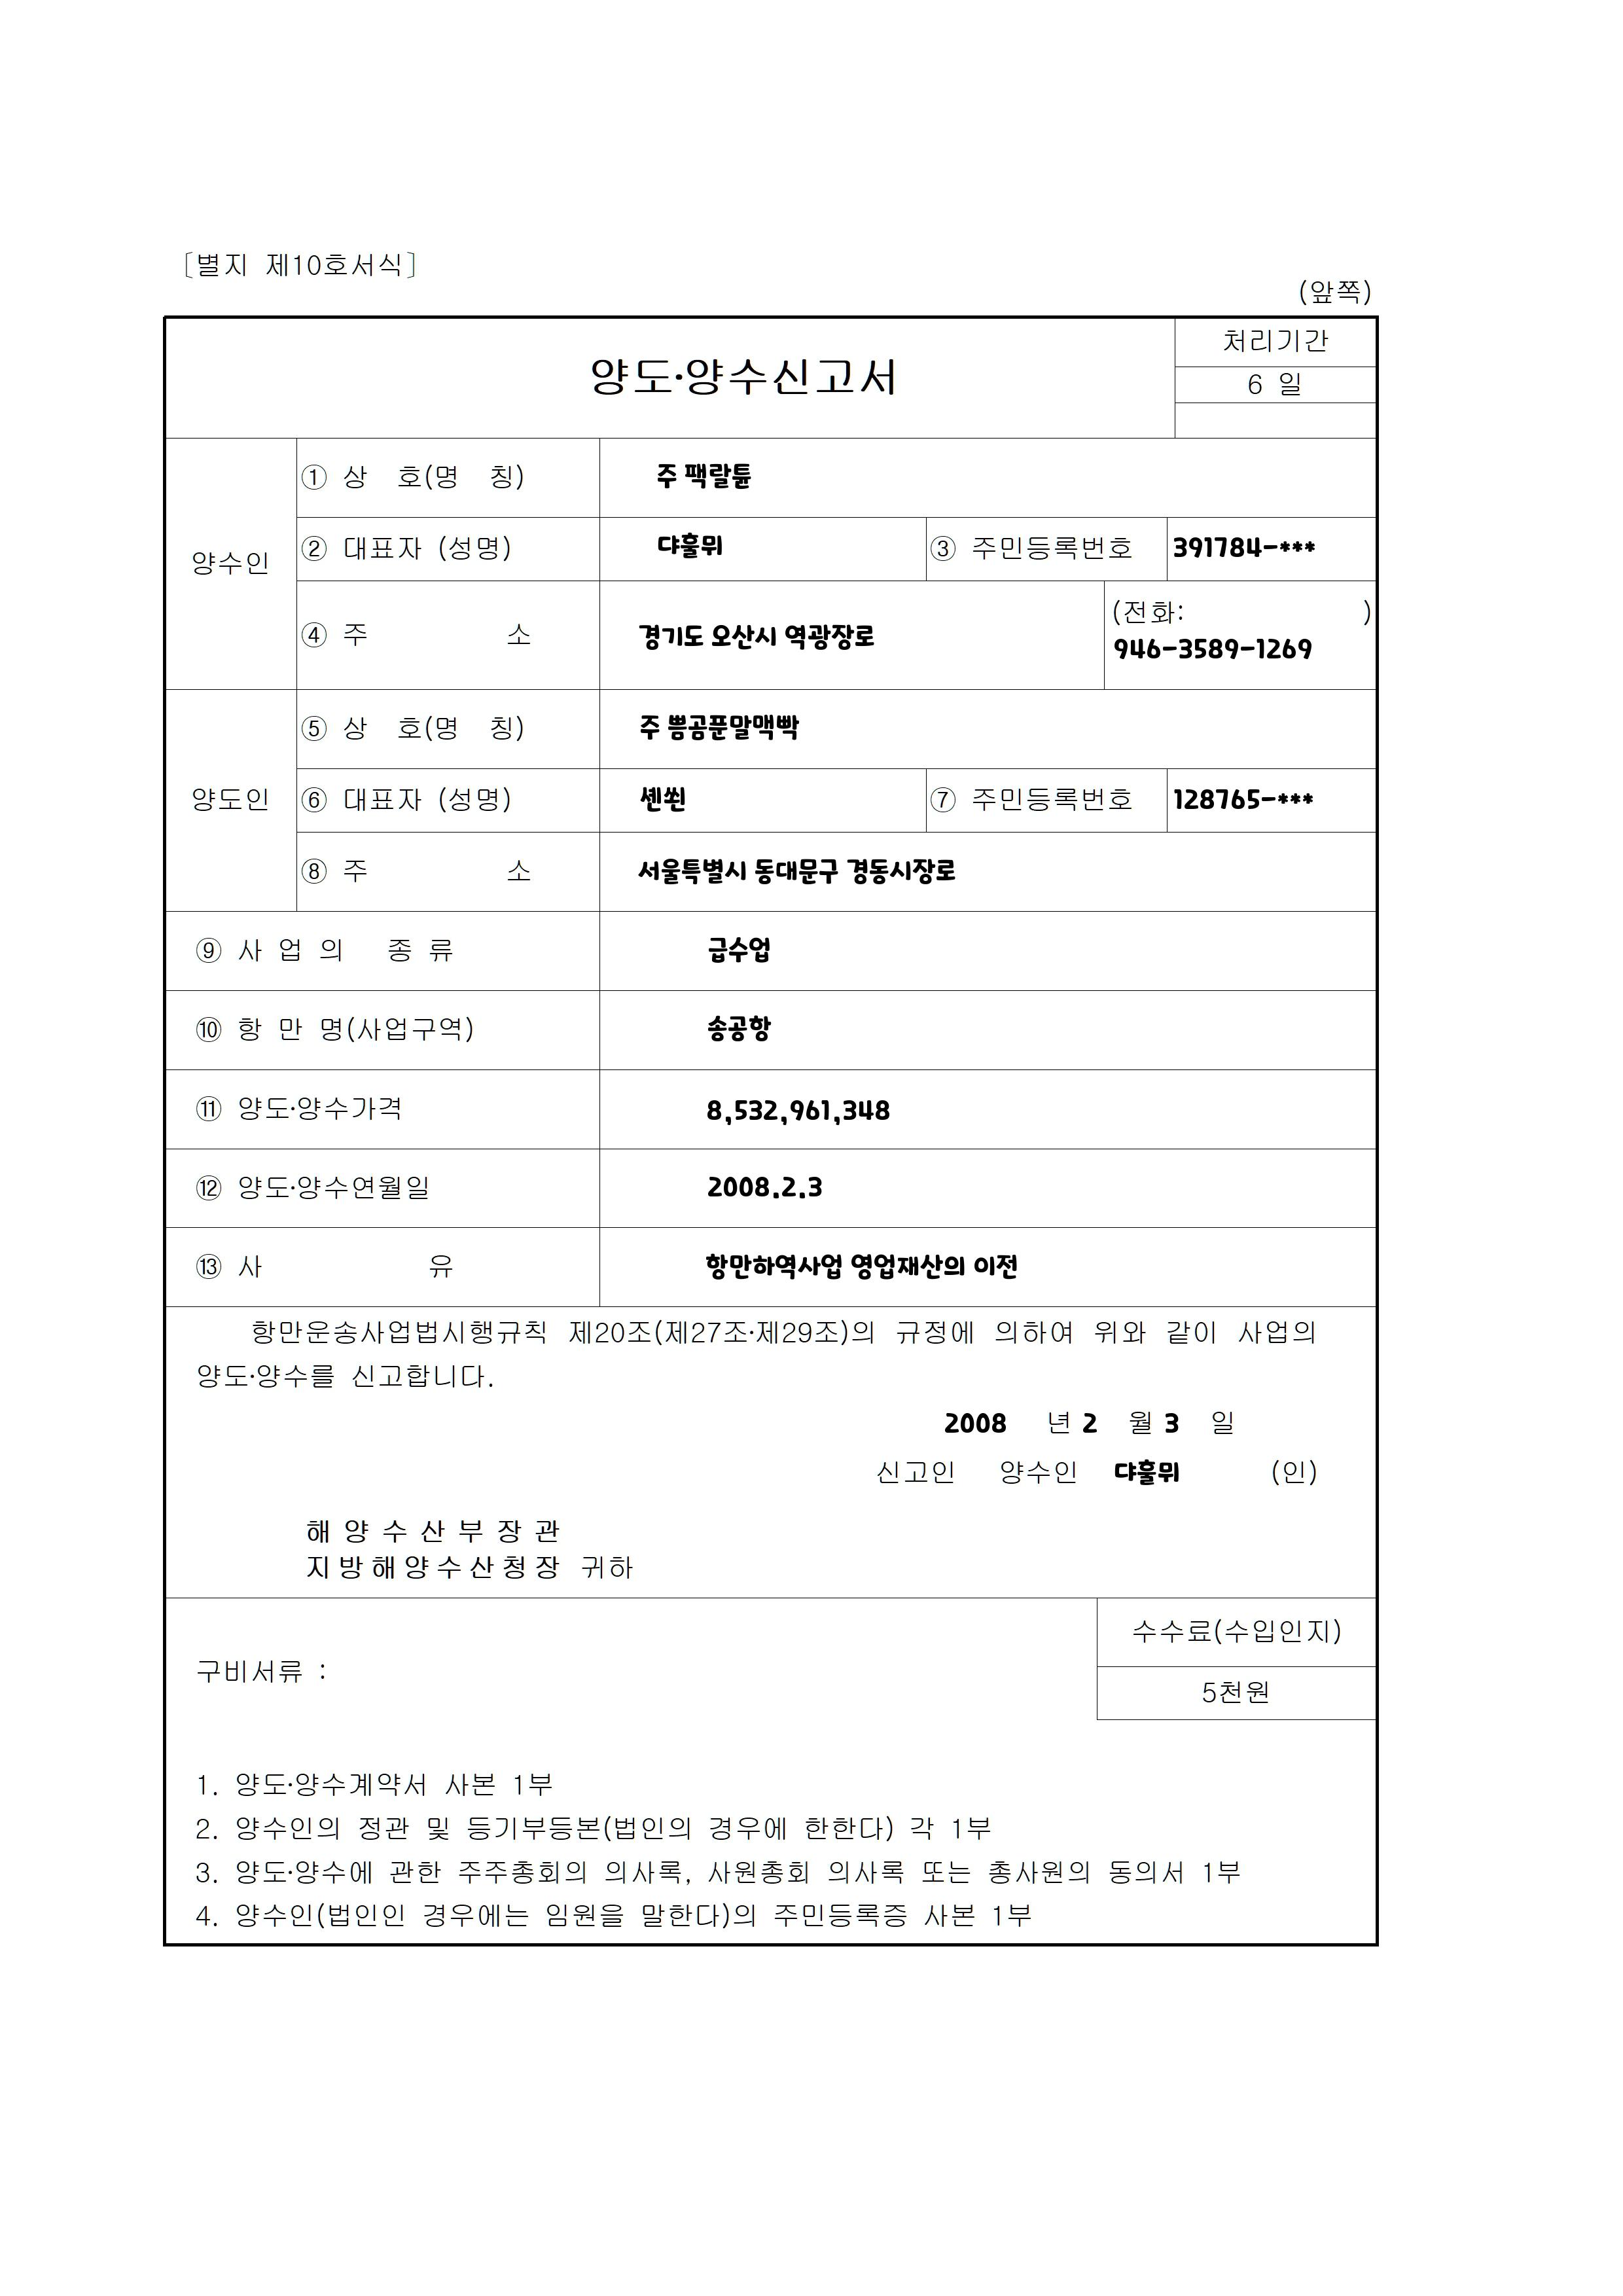 [별지 제10호서식]
(앞쪽)
양도·양수신고서
처리기간
6 일
양수인
① 상 호(명 칭)
주 팩랄튠
② 대표자 (성명)
댜훌뮈
③ 주민등록번호
391784-***
④ 주 소
경기도 오산시 역광장로
(전화: )
946-3589-1269
양도인
⑤ 상 호(명 칭)
주 쁭곰푼말맥빡
⑥ 대표자 (성명)
셴쐰
⑦ 주민등록번호
128765-***
⑧ 주 소
서울특별시 동대문구 경동시장로
⑨ 사 업 의 종 류
급수업
⑩ 항 만 명(사업구역)
송공항
⑪ 양도·양수가격
8,532,961,348
⑫ 양도·양수연월일
2008.2.3
⑬ 사 유
항만하역사업 영업재산의 이전
항만운송사업법시행규칙 제20조(제27조·제29조)의 규정에 의하여 위와 같이 사업의
양도·양수를 신고합니다.
2008 년 2 월 3 일
신고인 양수인 댜훌뮈 (인)
해 양 수 산 부 장 관
지 방 해 양 수 산 청 장 귀하
구비서류 :
수수료(수입인지)
5천원
1. 양도·양수계약서 사본 1부
2. 양수인의 정관 및 등기부등본(법인의 경우에 한한다) 각 1부
3. 양도·양수에 관한 주주총회의 의사록, 사원총회 의사록 또는 총사원의 동의서 1부
4. 양수인(법인인 경우에는 임원을 말한다)의 주민등록증 사본 1부